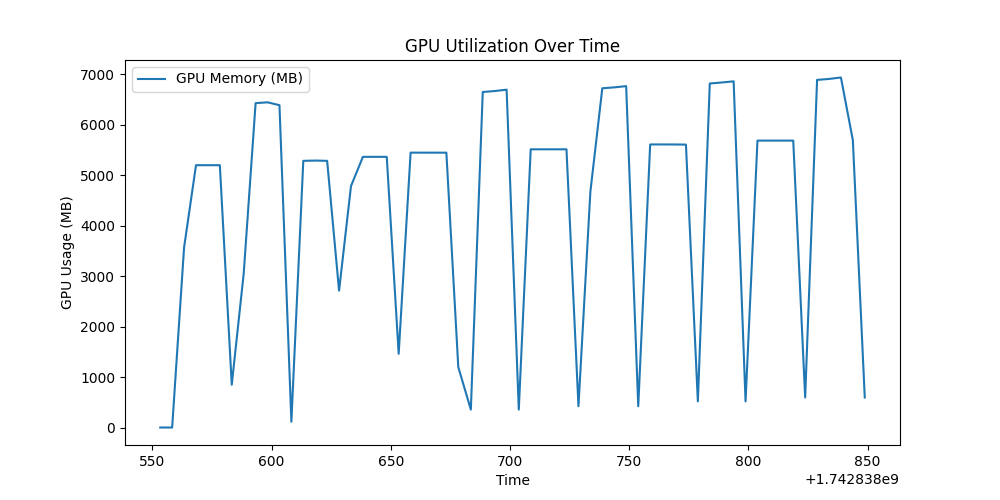 GPU Utilization Over Time
GPU Memory (MB)
GPU Usage (MB)
7000
6000
5000
4000
3000
2000
1000
0
550 600 650 700 750 800 850
Time
+1.742838e9